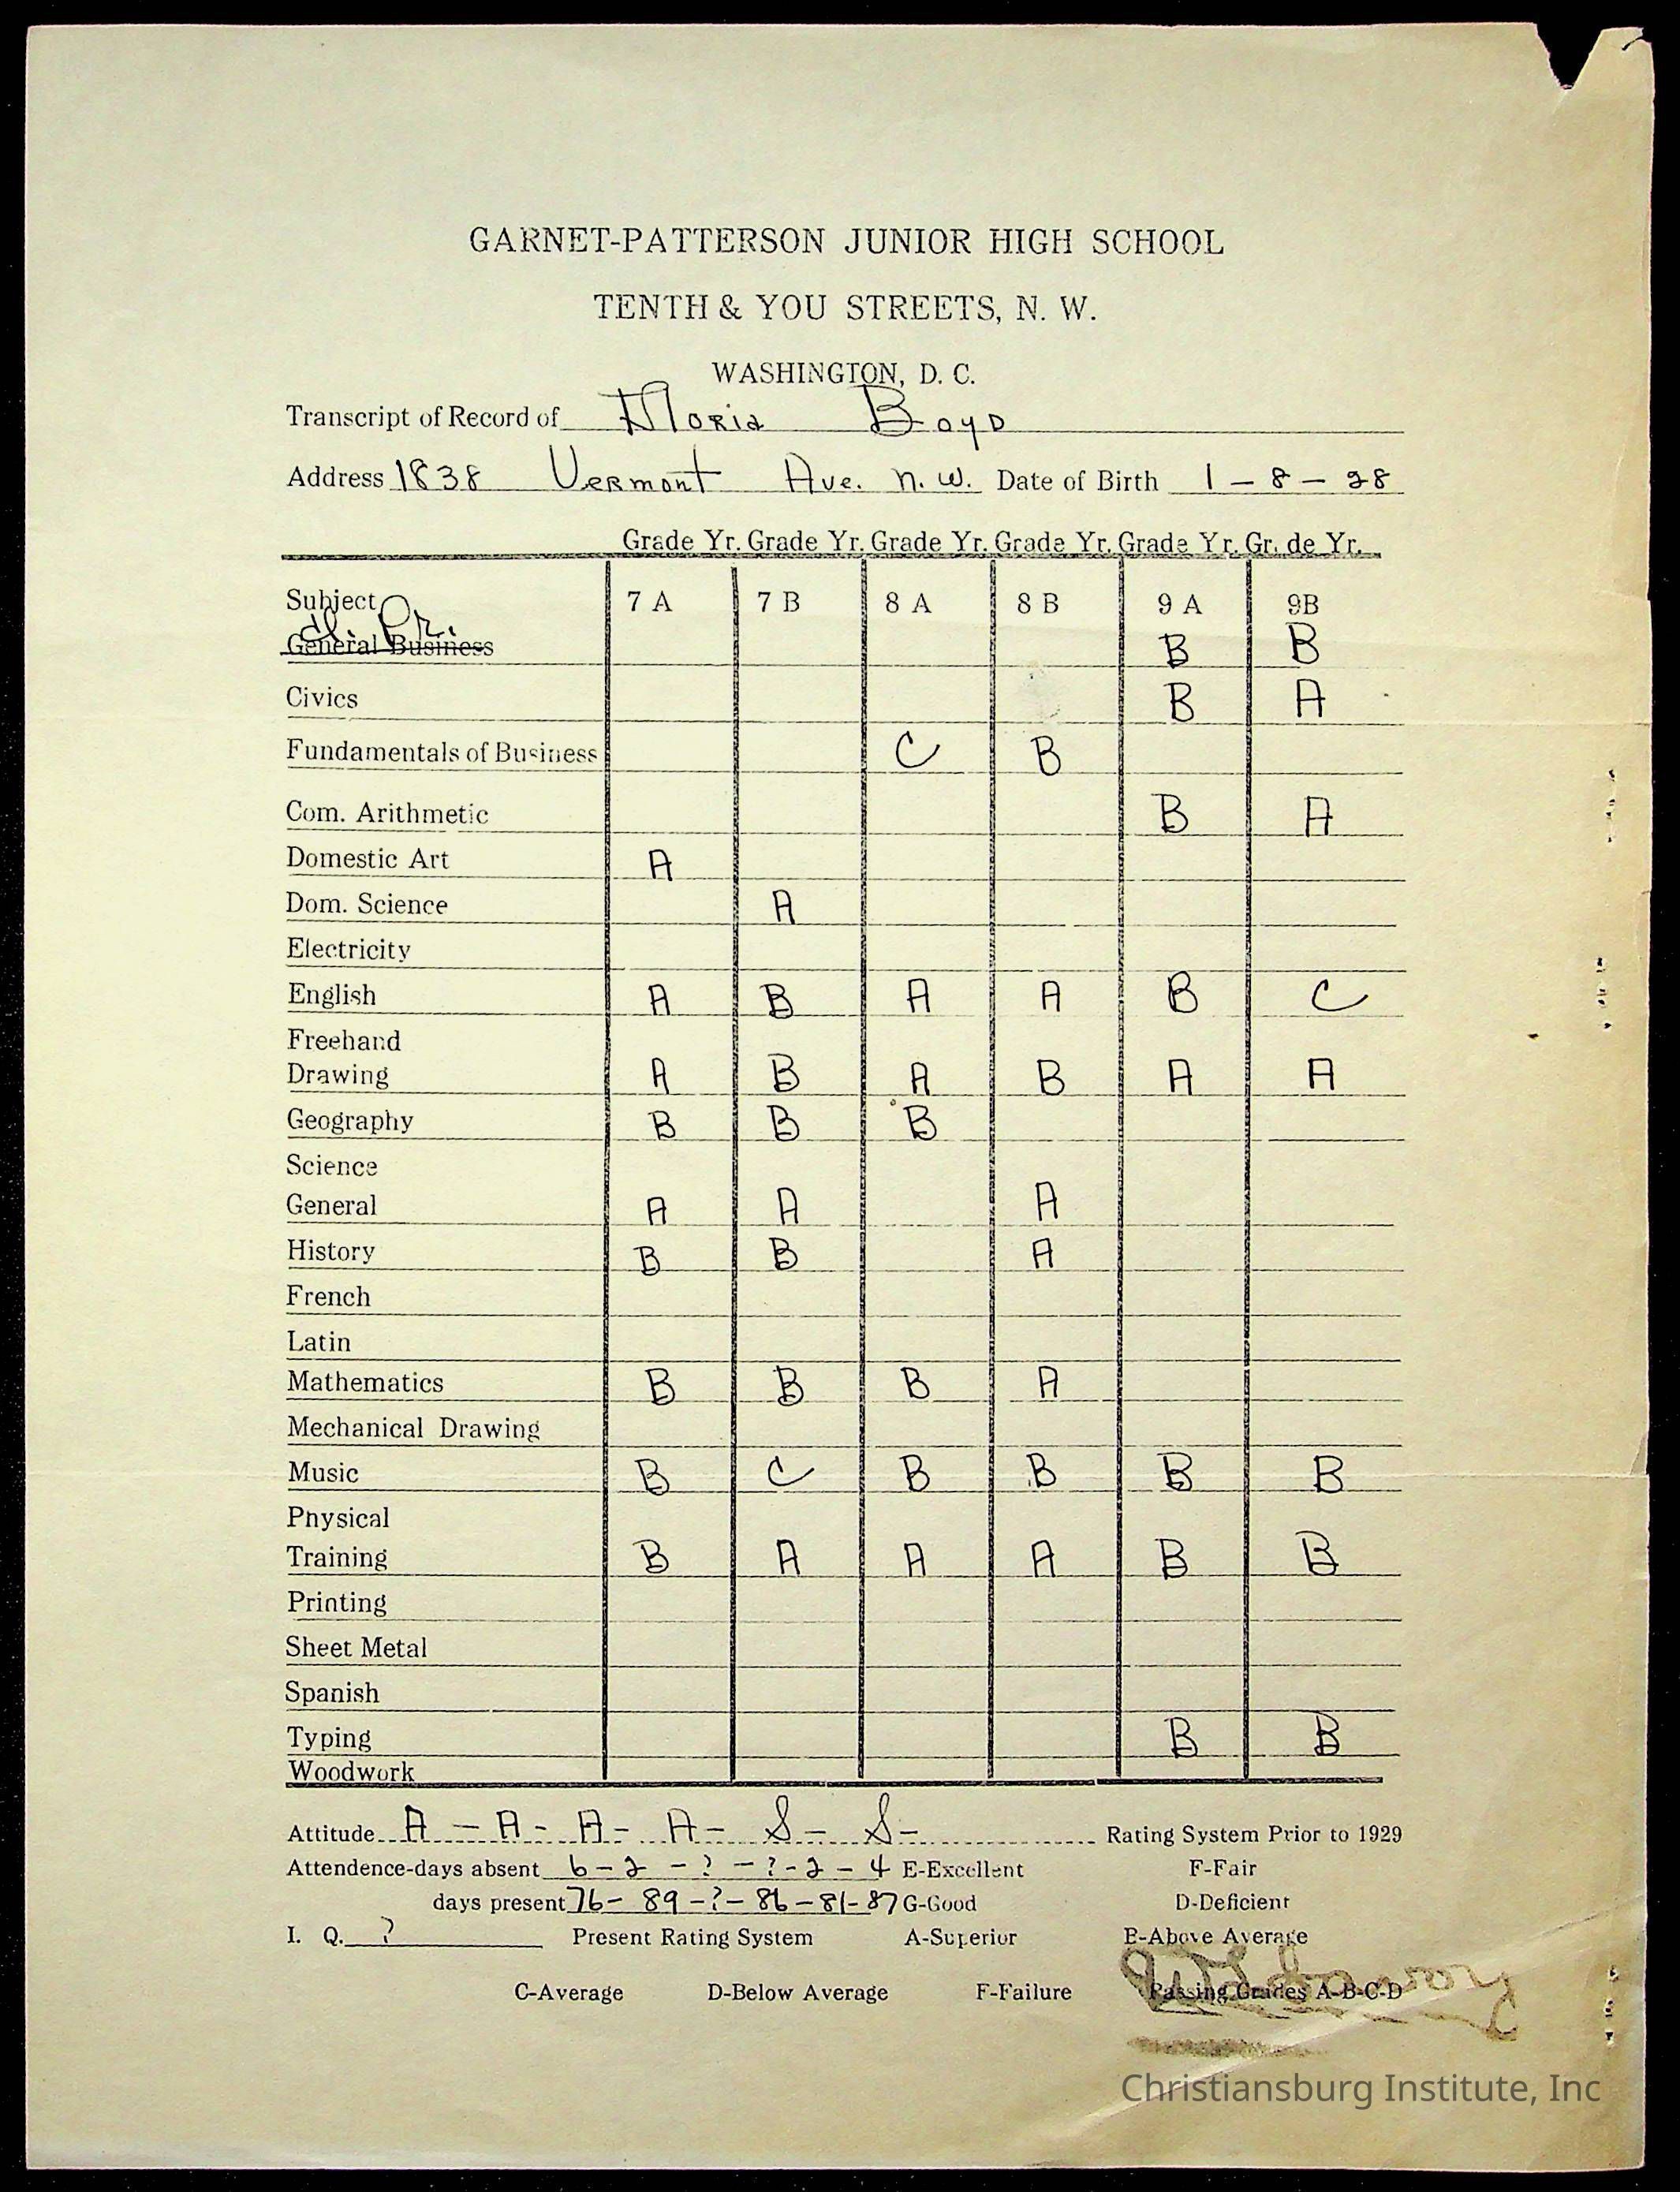 GARNET-PATTERSON JUNIOR HIGH SCHOOL
TENTH & YOU STREETS, N. W.
WASHINGTON, D. C.
Transcript of Record of Boyd
Address 1838 Vermont Ave. N.W. Date of Birth 1-8-28
Grade Yr. Grade Yr. Grade Yr. Grade Yr. Grade Yr. Gr. de Yr.
Subject 7 A 7 B 8 A 8 B 9 A 9B
General Business B B
Civics B A
Fundamentals of Business C B
Com. Arithmetic B A
Domestic Art A
Dom. Science A
Electricity
English A B A A B C
Freehand
Drawing A B A B A A
Geography B B B
Science
General A A A
History B B A
French
Latin
Mathematics B B B A
Mechanical Drawing
Music B C B B B B
Physical
Training B A A A B B
Printing
Sheet Metal
Spanish
Typing B B
Woodwork
Attitude A - A - A - A - S - S - Rating System Prior to 1929
Attendence-days absent 6 - 2 - ? - ? - 2 - 4 E-Excellent F-Fair
days present 76 - 89 - ? - 86 - 81 - 87 G-Good D-Deficient
I. Q. ? Present Rating System A-Superior B-Above Average
C-Average D-Below Average F-Failure Passing Grades A-B-C-D
Christiansburg Institute, Inc